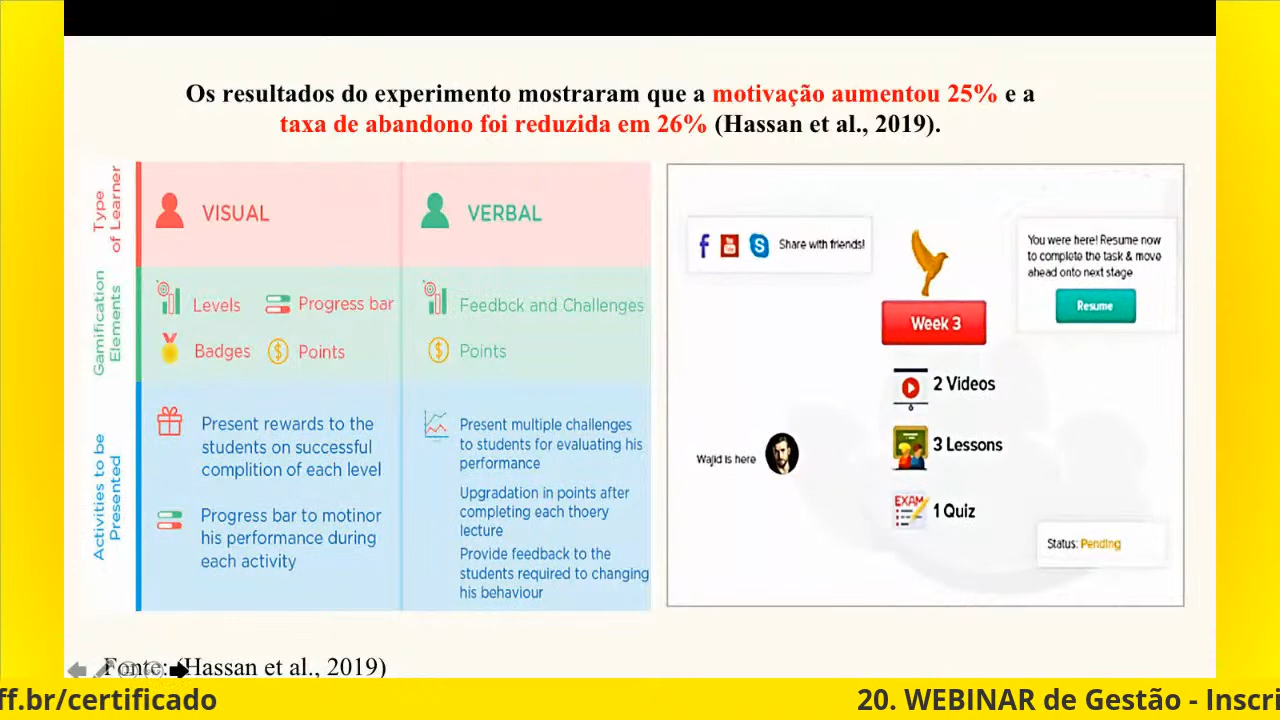 Os resultados do experimento mostraram que a motivação aumentou 25% e a
taxa de abandono foi reduzida em 26% (Hassan et al., 2019).
Type
of Learner
VISUAL
VERBAL
Gamification
Elements
Levels
Progress bar
Badges
Points
Feedbck and Challenges
Points
Activities to be
Presented
Present rewards to the
students on successful
complition of each level
Progress bar to motinor
his performance during
each activity
Present multiple challenges
to students for evaluating his
performance
Upgradation in points after
completing each thoery
lecture
Provide feedback to the
students required to changing
his behaviour
f You Tube S Share with friends!
You were here! Resume now
to complete the task & move
ahead onto next stage
Resume
Week 3
2 Videos
3 Lessons
Wajid is here
EXAM
1 Quiz
Status: Pending
Fonte: (Hassan et al., 2019)
ff.br/certificado
20. WEBINAR de Gestão - Inscri